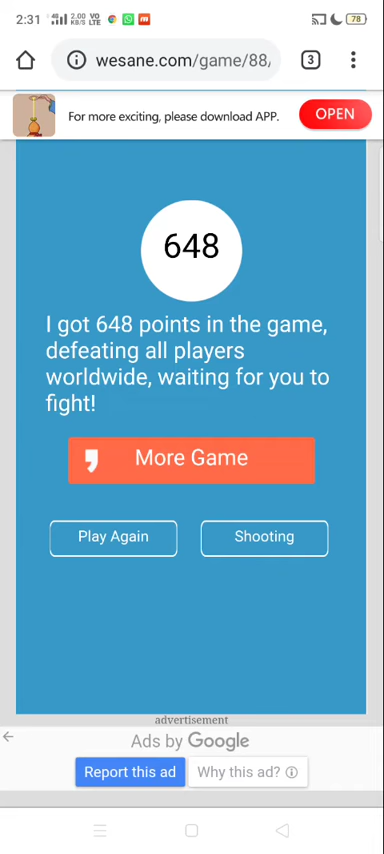 2:31 4G 2.00 KB/S VO LTE 78
wesane.com/game/88, 3
For more exciting, please download APP. OPEN
648
I got 648 points in the game,
defeating all players
worldwide, waiting for you to
fight!
More Game
Play Again Shooting
advertisement
Ads by Google
Report this ad Why this ad?